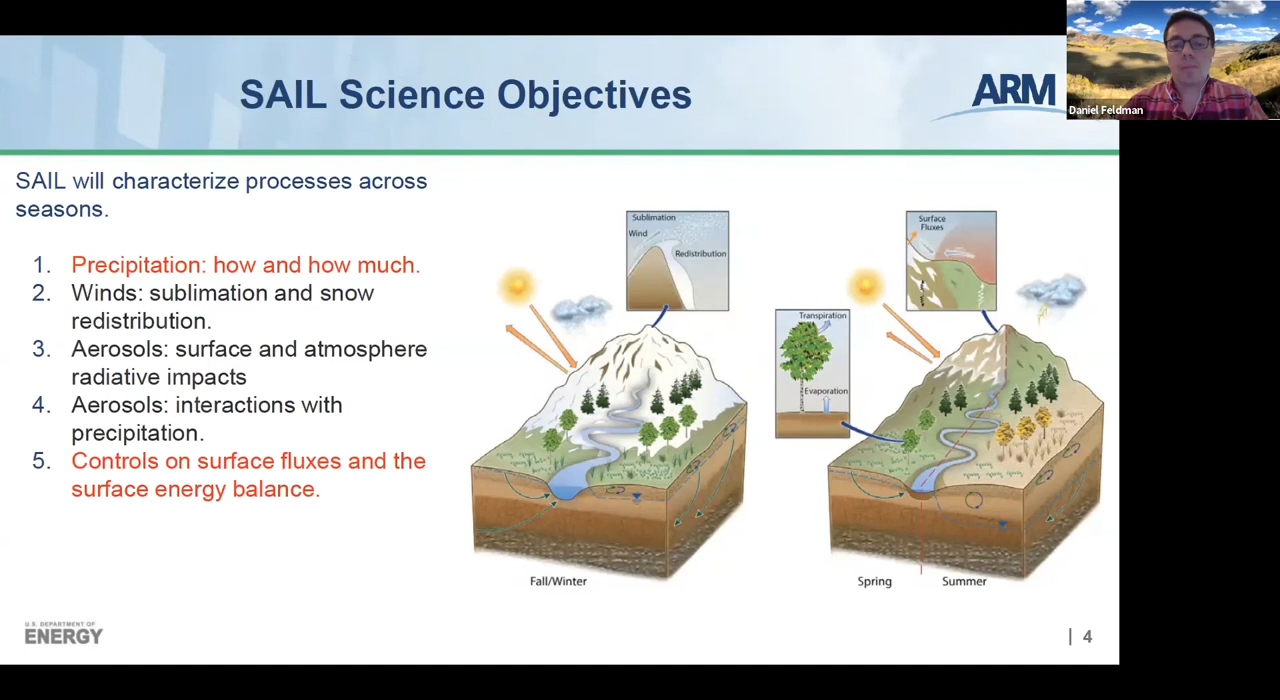 SAIL Science Objectives
ARM
Daniel Feldman
SAIL will characterize processes across
seasons.
1. Precipitation: how and how much.
2. Winds: sublimation and snow
redistribution.
3. Aerosols: surface and atmosphere
radiative impacts
4. Aerosols: interactions with
precipitation.
5. Controls on surface fluxes and the
surface energy balance.
Sublimation
Wind
Redistribution
Fall/Winter
Surface
Fluxes
Transpiration
Evaporation
Spring
Summer
U.S. DEPARTMENT OF
ENERGY
| 4